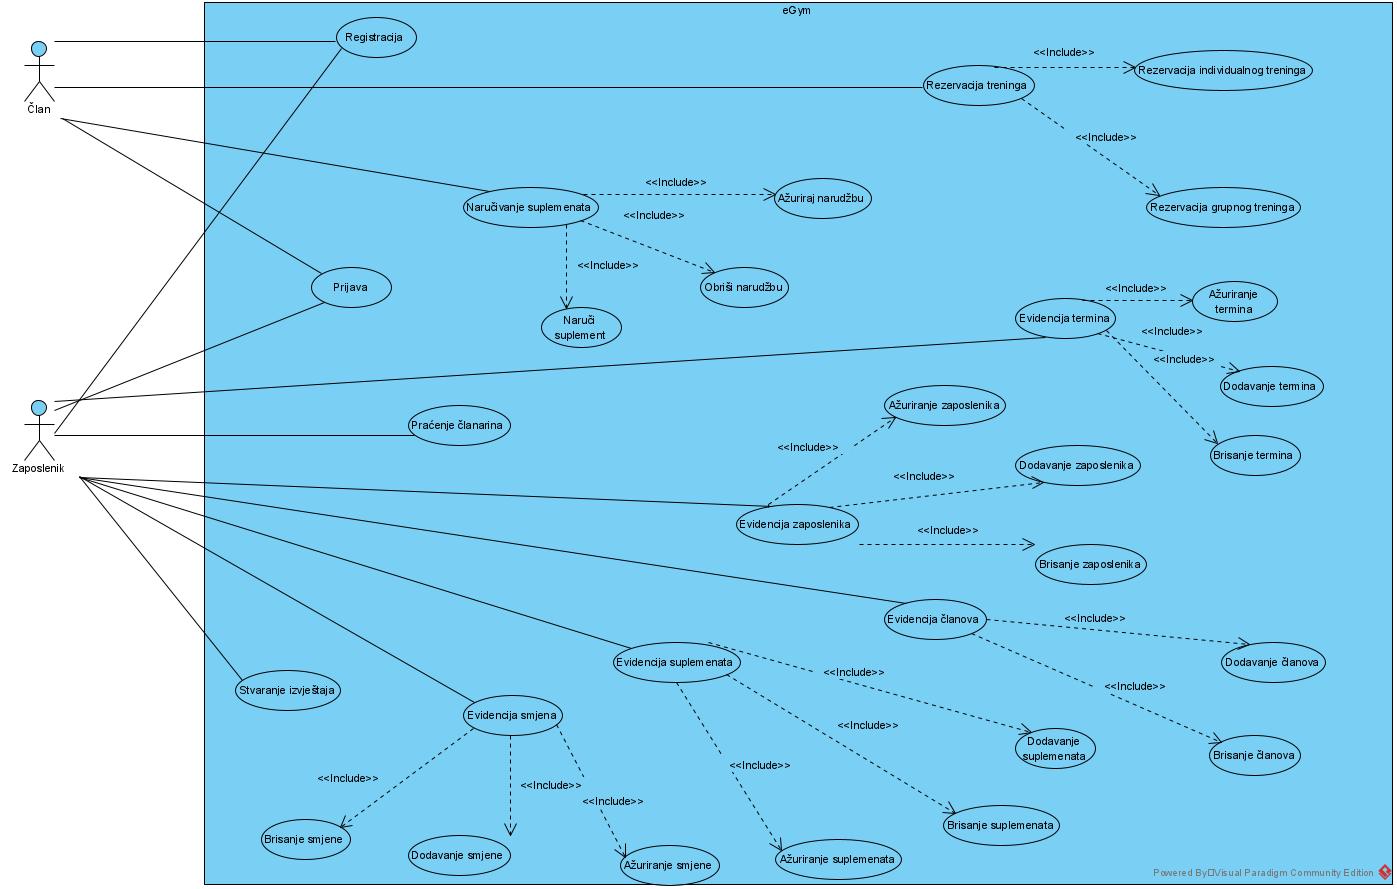 eGym
Registracija
Član
Rezervacija treninga
<<Include>>
Rezervacija individualnog treninga
<<Include>>
Rezervacija grupnog treninga
Naručivanje suplemenata
<<Include>>
Ažuriraj narudžbu
<<Include>>
Obriši narudžbu
<<Include>>
Naruči
suplement
Prijava
Evidencija termina
<<Include>>
Ažuriranje
termina
<<Include>>
<<Include>>
Dodavanje termina
Brisanje termina
Zaposlenik
Praćenje članarina
Ažuriranje zaposlenika
<<Include>>
Dodavanje zaposlenika
<<Include>>
Evidencija zaposlenika
<<Include>>
Brisanje zaposlenika
Evidencija članova
<<Include>>
Dodavanje članova
<<Include>>
Brisanje članova
Evidencija suplemenata
<<Include>>
Dodavanje
suplemenata
<<Include>>
Brisanje suplemenata
<<Include>>
Ažuriranje suplemenata
Stvaranje izvještaja
Evidencija smjena
<<Include>>
Brisanje smjene
<<Include>>
Dodavanje smjene
<<Include>>
Ažuriranje smjene
Powered By Visual Paradigm Community Edition